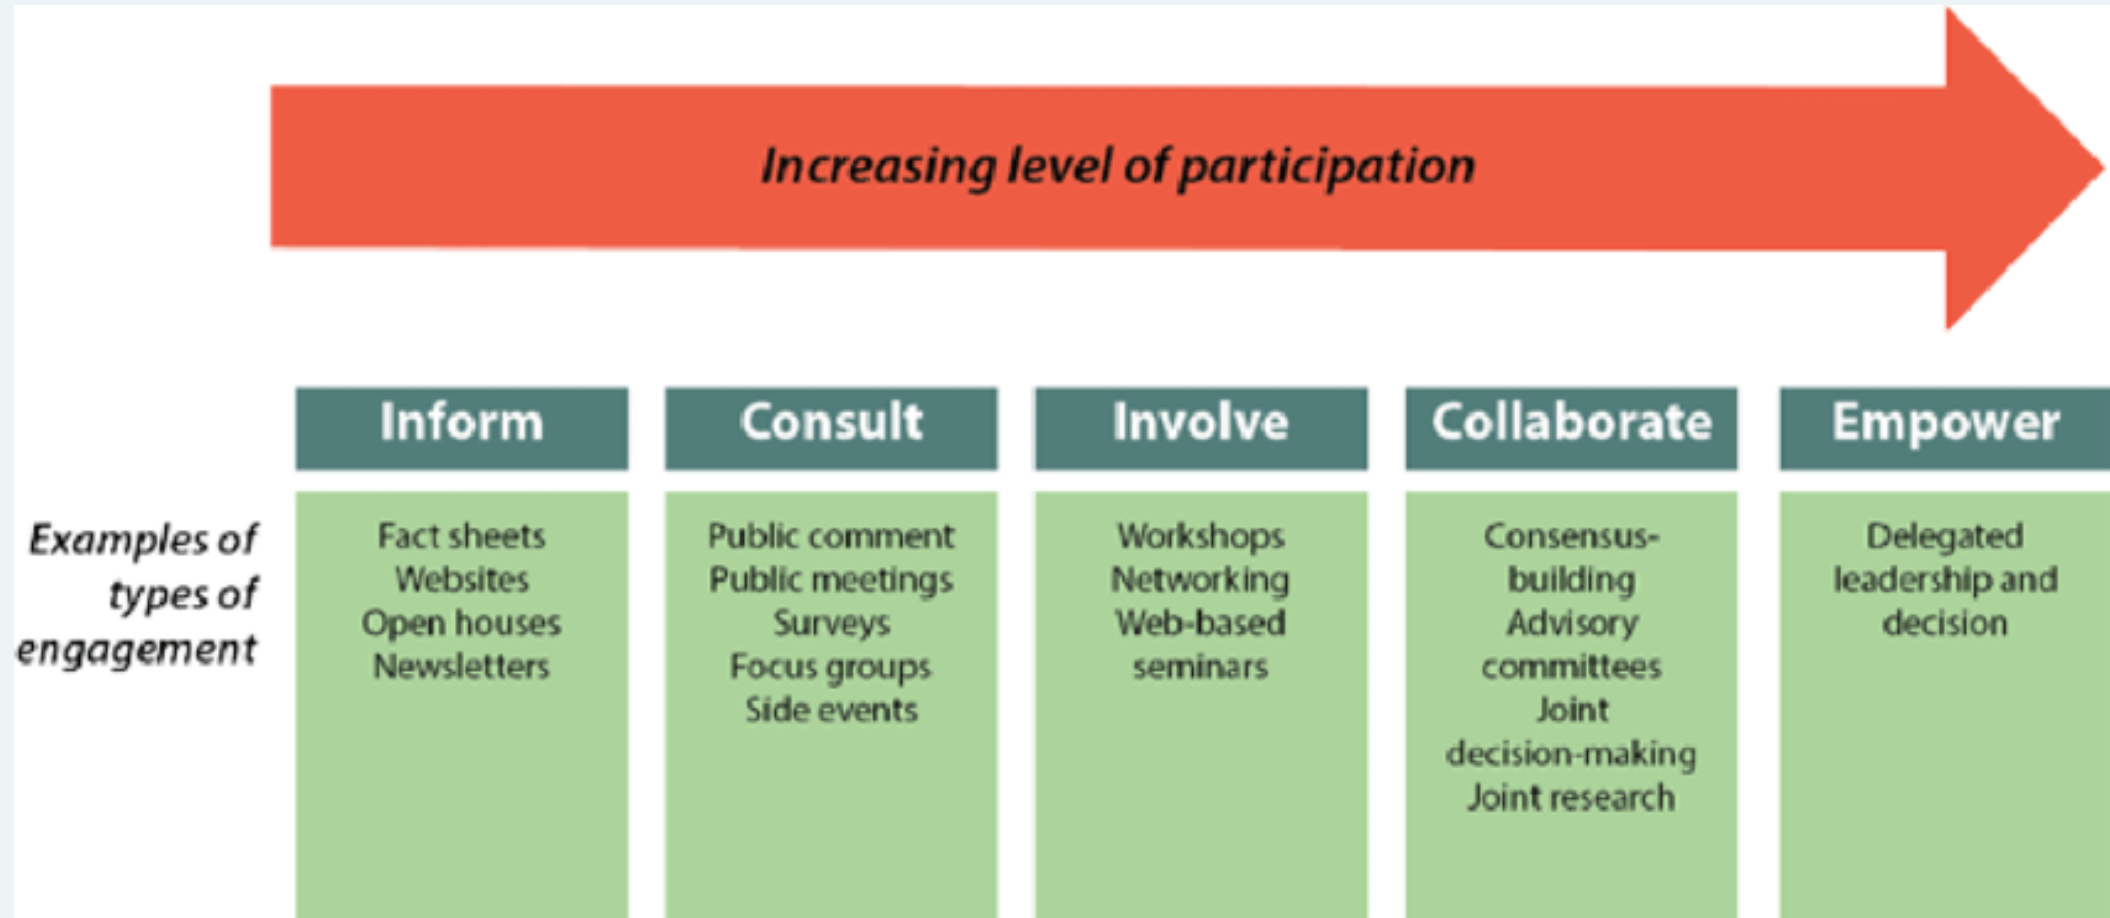 Increasing level of participation
Inform
Consult
Involve
Collaborate
Empower
Examples of
types of
engagement
Fact sheets
Websites
Open houses
Newsletters
Public comment
Public meetings
Surveys
Focus groups
Side events
Workshops
Networking
Web-based
seminars
Consensus-
building
Advisory
committees
Joint
decision-making
Joint research
Delegated
leadership and
decision